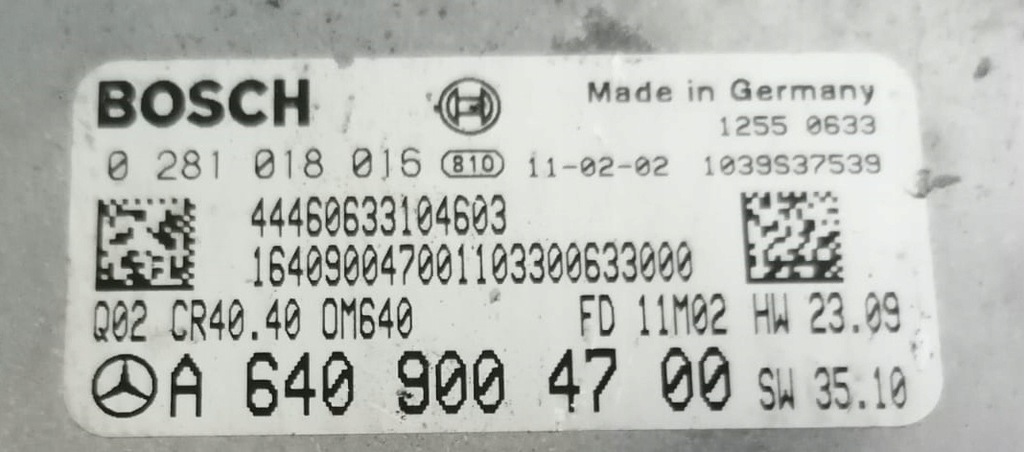 BOSCH Made in Germany
1255 0633
0 281 018 016 810 11-02-02 1039S37539
44460633104603
164090047001103300633000
Q02 CR40.40 OM640 FD 11M02 HW 23.09
A 640 900 47 00 SW 35.10